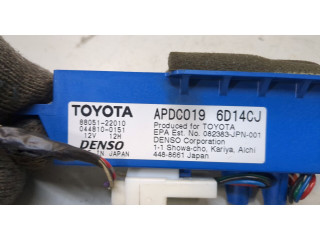 TOYOTA APDC019 6D14CJ
88051-22010 Produced for TOYOTA
044810-0151 EPA Est. No. 082383-JPN-001
12V 12H DENSO Corporation
DENSO 1-1 Showa-cho, Kariya, Aichi
IN JAPAN 448-8661 Japan